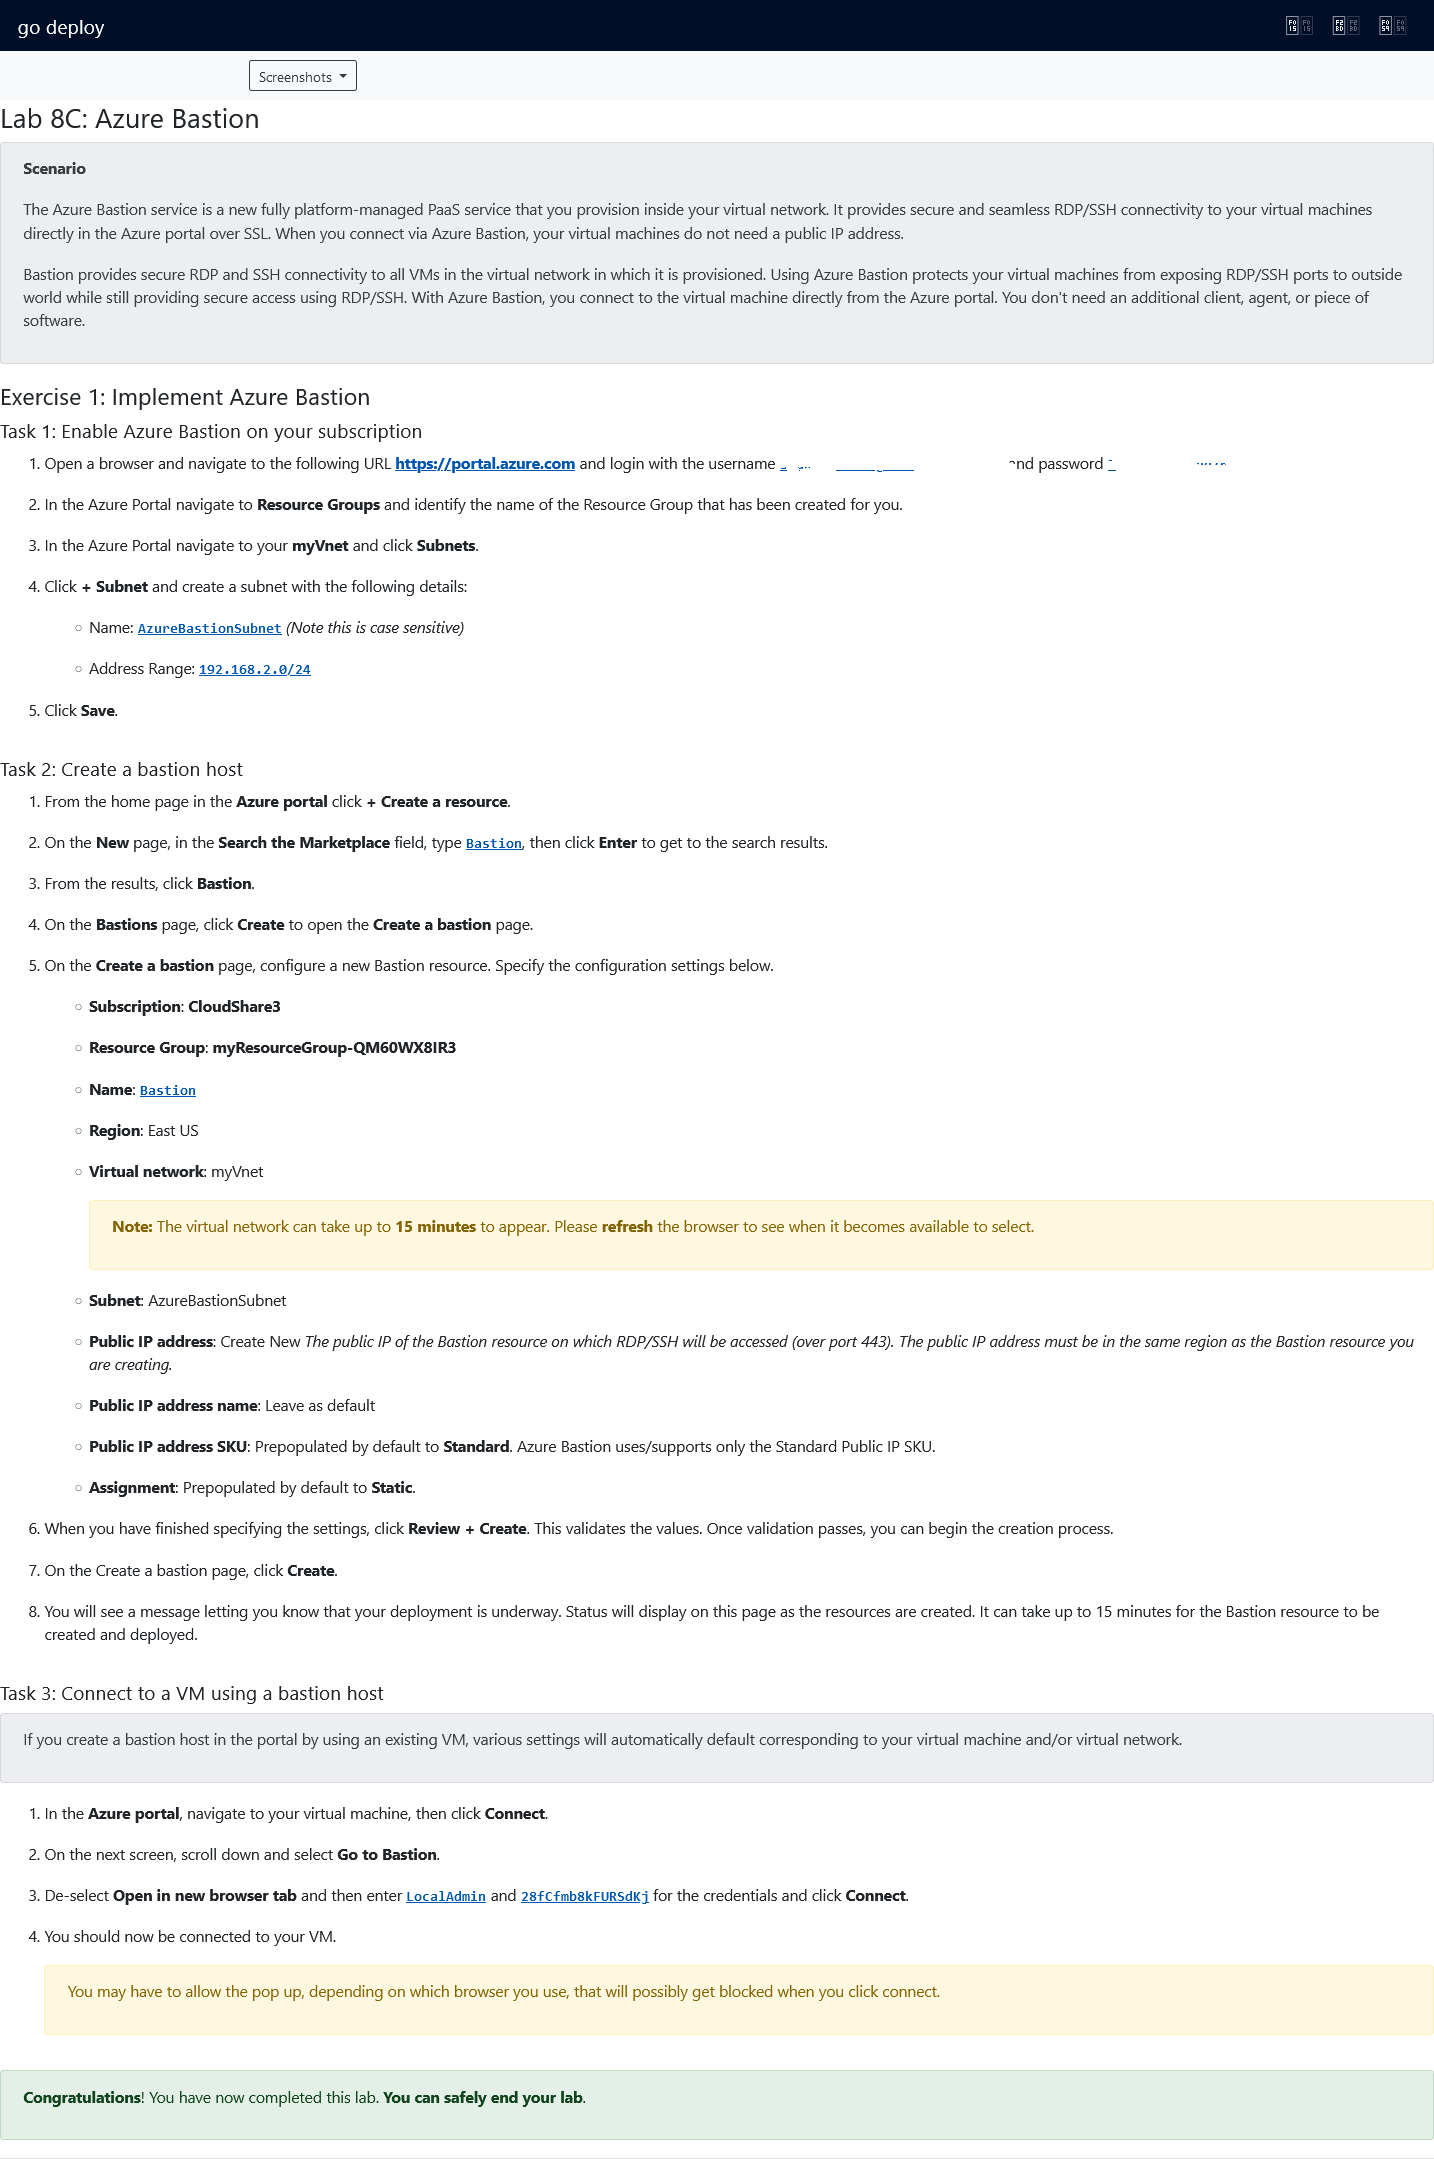 go deploy
Screenshots
Lab 8C: Azure Bastion
Scenario
The Azure Bastion service is a new fully platform-managed PaaS service that you provision inside your virtual network. It provides secure and seamless RDP/SSH connectivity to your virtual machines
directly in the Azure portal over SSL. When you connect via Azure Bastion, your virtual machines do not need a public IP address.
Bastion provides secure RDP and SSH connectivity to all VMs in the virtual network in which it is provisioned. Using Azure Bastion protects your virtual machines from exposing RDP/SSH ports to outside
world while still providing secure access using RDP/SSH. With Azure Bastion, you connect to the virtual machine directly from the Azure portal. You don't need an additional client, agent, or piece of
software.
Exercise 1: Implement Azure Bastion
Task 1: Enable Azure Bastion on your subscription
1. Open a browser and navigate to the following URL https://portal.azure.com and login with the username and password
2. In the Azure Portal navigate to Resource Groups and identify the name of the Resource Group that has been created for you.
3. In the Azure Portal navigate to your myVnet and click Subnets.
4. Click + Subnet and create a subnet with the following details:
○ Name: AzureBastionSubnet (Note this is case sensitive)
○ Address Range: 192.168.2.0/24
5. Click Save.
Task 2: Create a bastion host
1. From the home page in the Azure portal click + Create a resource.
2. On the New page, in the Search the Marketplace field, type Bastion, then click Enter to get to the search results.
3. From the results, click Bastion.
4. On the Bastions page, click Create to open the Create a bastion page.
5. On the Create a bastion page, configure a new Bastion resource. Specify the configuration settings below.
○ Subscription: CloudShare3
○ Resource Group: myResourceGroup-QM60WX8IR3
○ Name: Bastion
○ Region: East US
○ Virtual network: myVnet
Note: The virtual network can take up to 15 minutes to appear. Please refresh the browser to see when it becomes available to select.
○ Subnet: AzureBastionSubnet
○ Public IP address: Create New The public IP of the Bastion resource on which RDP/SSH will be accessed (over port 443). The public IP address must be in the same region as the Bastion resource you
are creating.
○ Public IP address name: Leave as default
○ Public IP address SKU: Prepopulated by default to Standard. Azure Bastion uses/supports only the Standard Public IP SKU.
○ Assignment: Prepopulated by default to Static.
6. When you have finished specifying the settings, click Review + Create. This validates the values. Once validation passes, you can begin the creation process.
7. On the Create a bastion page, click Create.
8. You will see a message letting you know that your deployment is underway. Status will display on this page as the resources are created. It can take up to 15 minutes for the Bastion resource to be
created and deployed.
Task 3: Connect to a VM using a bastion host
If you create a bastion host in the portal by using an existing VM, various settings will automatically default corresponding to your virtual machine and/or virtual network.
1. In the Azure portal, navigate to your virtual machine, then click Connect.
2. On the next screen, scroll down and select Go to Bastion.
3. De-select Open in new browser tab and then enter LocalAdmin and 28fCfmb8kFURSdKj for the credentials and click Connect.
4. You should now be connected to your VM.
You may have to allow the pop up, depending on which browser you use, that will possibly get blocked when you click connect.
Congratulations! You have now completed this lab. You can safely end your lab.